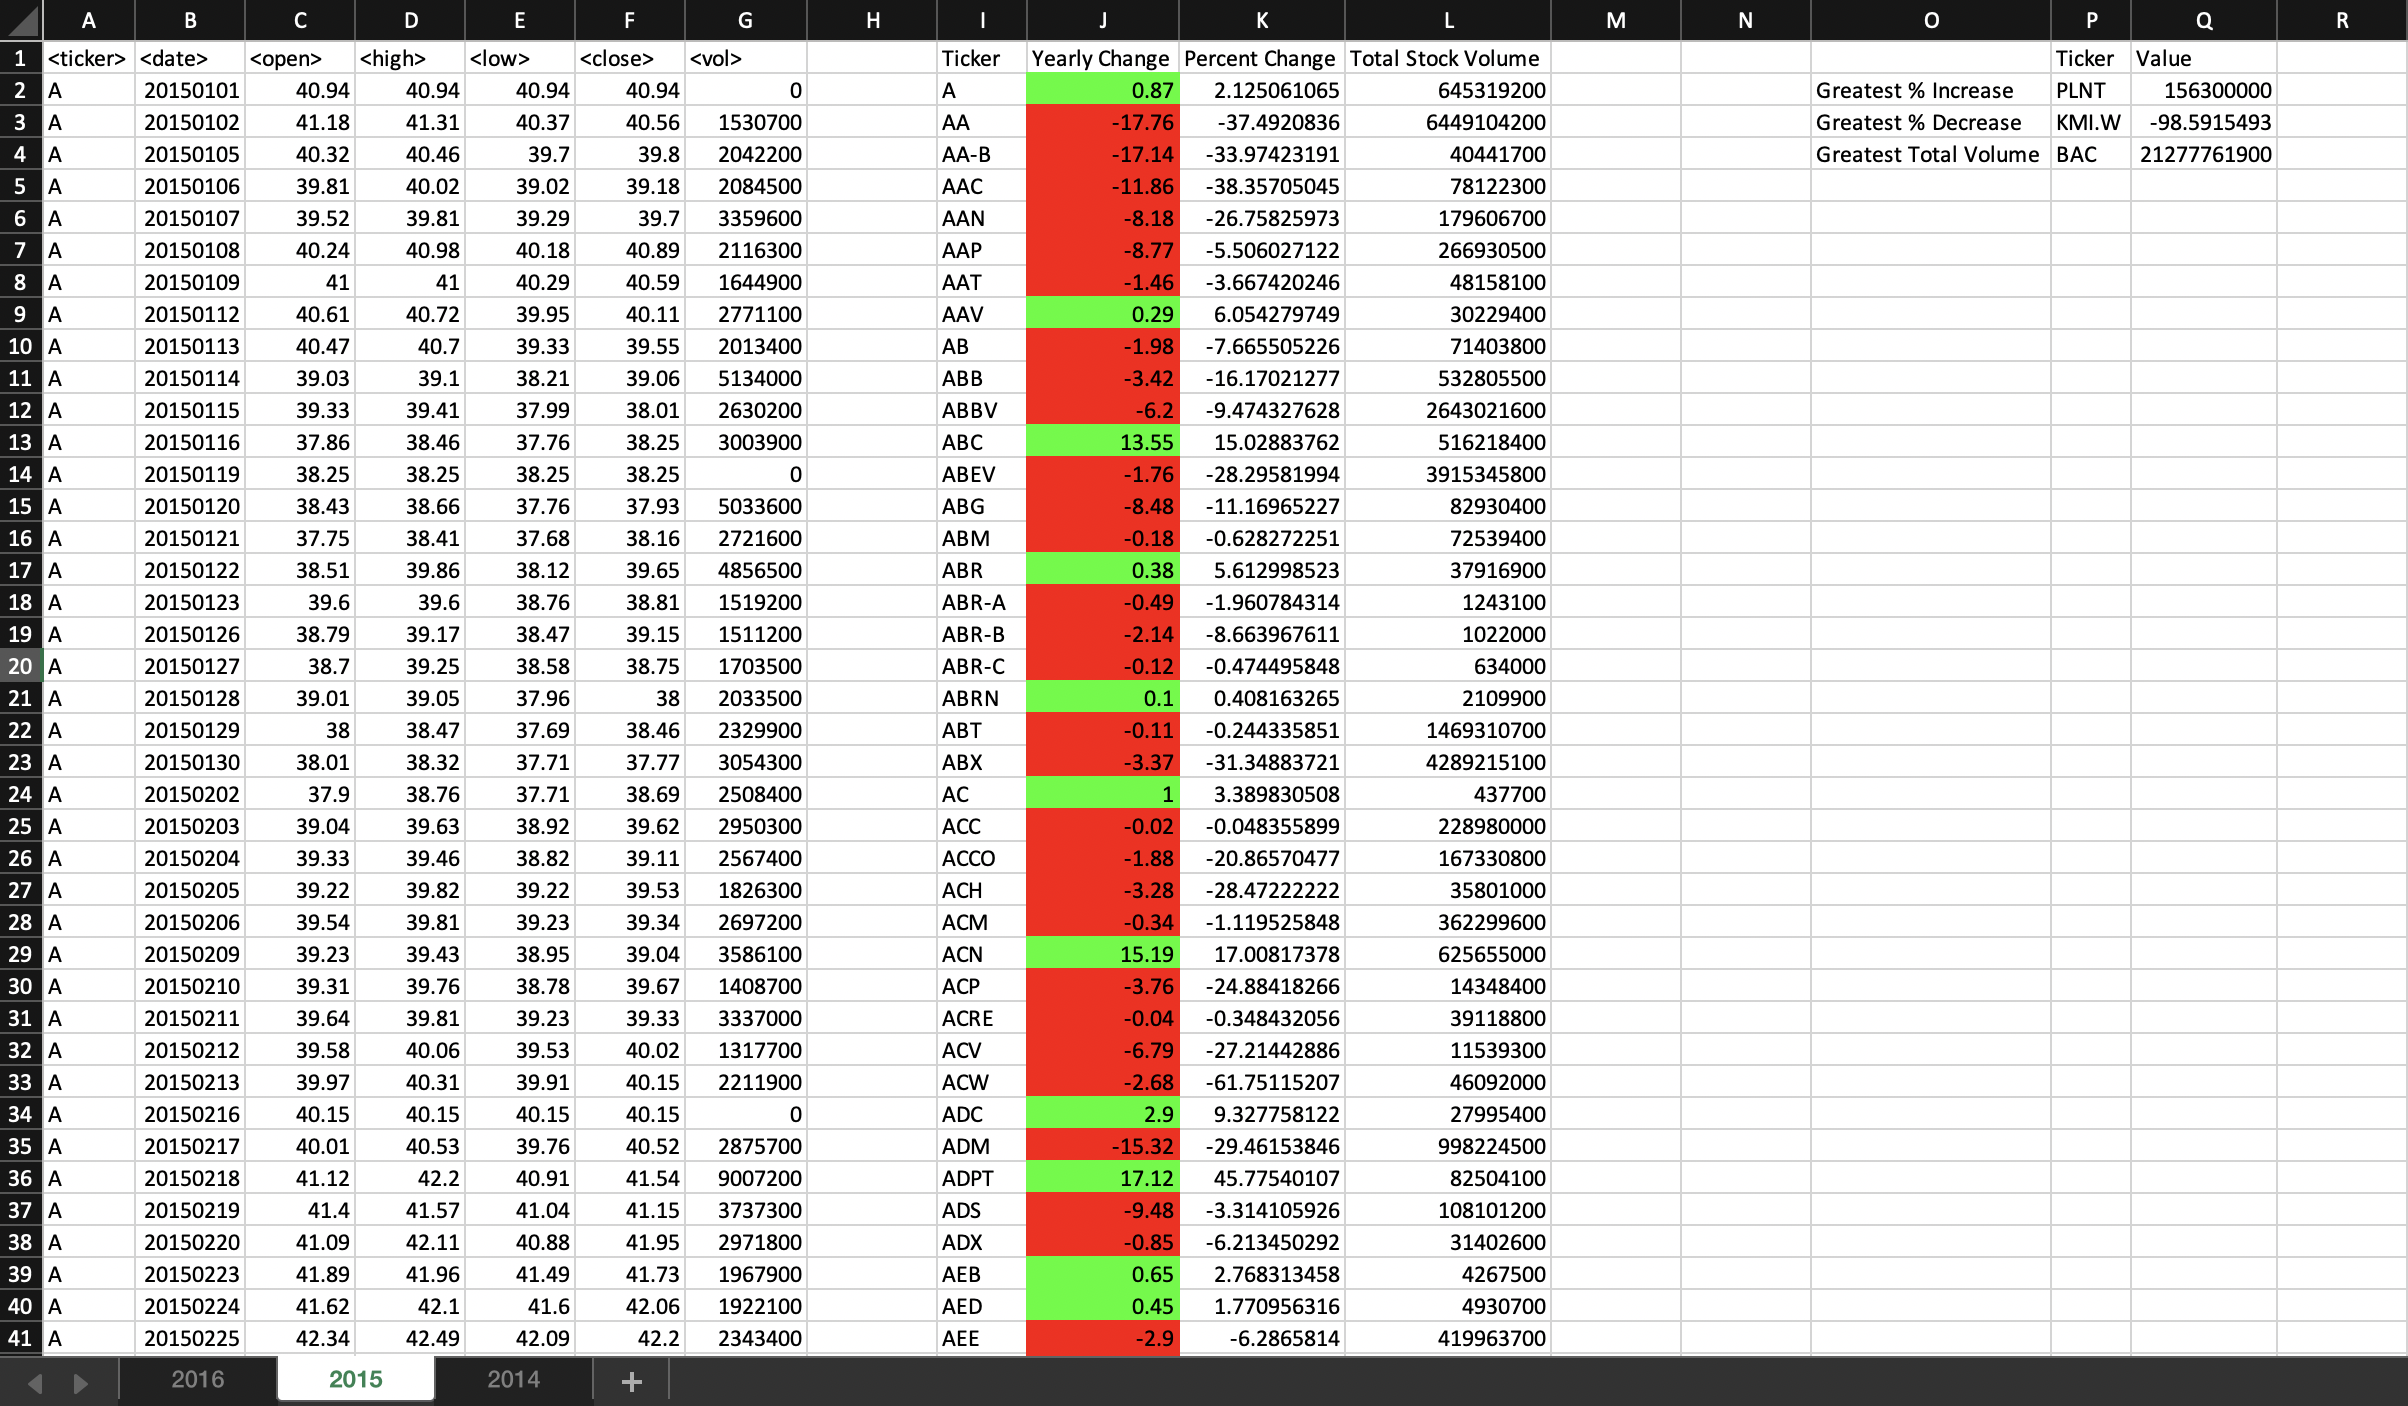 A B C D E F G H I J K L M N O P Q R
1 <ticker> <date> <open> <high> <low> <close> <vol> Ticker Yearly Change Percent Change Total Stock Volume Ticker Value
2 A 20150101 40.94 40.94 40.94 40.94 0 A 0.87 2.125061065 645319200 Greatest % Increase PLNT 156300000
3 A 20150102 41.18 41.31 40.37 40.56 1530700 AA -17.76 -37.4920836 6449104200 Greatest % Decrease KMI.W -98.5915493
4 A 20150105 40.32 40.46 39.7 39.8 2042200 AA-B -17.14 -33.97423191 40441700 Greatest Total Volume BAC 21277761900
5 A 20150106 39.81 40.02 39.02 39.18 2084500 AAC -11.86 -38.35705045 78122300
6 A 20150107 39.52 39.81 39.29 39.7 3359600 AAN -8.18 -26.75825973 179606700
7 A 20150108 40.24 40.98 40.18 40.89 2116300 AAP -8.77 -5.506027122 266930500
8 A 20150109 41 41 40.29 40.59 1644900 AAT -1.46 -3.667420246 48158100
9 A 20150112 40.61 40.72 39.95 40.11 2771100 AAV 0.29 6.054279749 30229400
10 A 20150113 40.47 40.7 39.33 39.55 2013400 AB -1.98 -7.665505226 71403800
11 A 20150114 39.03 39.1 38.21 39.06 5134000 ABB -3.42 -16.17021277 532805500
12 A 20150115 39.33 39.41 37.99 38.01 2630200 ABBV -6.2 -9.474327628 2643021600
13 A 20150116 37.86 38.46 37.76 38.25 3003900 ABC 13.55 15.02883762 516218400
14 A 20150119 38.25 38.25 38.25 38.25 0 ABEV -1.76 -28.29581994 3915345800
15 A 20150120 38.43 38.66 37.76 37.93 5033600 ABG -8.48 -11.16965227 82930400
16 A 20150121 37.75 38.41 37.68 38.16 2721600 ABM -0.18 -0.628272251 72539400
17 A 20150122 38.51 39.86 38.12 39.65 4856500 ABR 0.38 5.612998523 37916900
18 A 20150123 39.6 39.6 38.76 38.81 1519200 ABR-A -0.49 -1.960784314 1243100
19 A 20150126 38.79 39.17 38.47 39.15 1511200 ABR-B -2.14 -8.663967611 1022000
20 A 20150127 38.7 39.25 38.58 38.75 1703500 ABR-C -0.12 -0.474495848 634000
21 A 20150128 39.01 39.05 37.96 38 2033500 ABRN 0.1 0.408163265 2109900
22 A 20150129 38 38.47 37.69 38.46 2329900 ABT -0.11 -0.244335851 1469310700
23 A 20150130 38.01 38.32 37.71 37.77 3054300 ABX -3.37 -31.34883721 4289215100
24 A 20150202 37.9 38.76 37.71 38.69 2508400 AC 1 3.389830508 437700
25 A 20150203 39.04 39.63 38.92 39.62 2950300 ACC -0.02 -0.048355899 228980000
26 A 20150204 39.33 39.46 38.82 39.11 2567400 ACCO -1.88 -20.86570477 167330800
27 A 20150205 39.22 39.82 39.22 39.53 1826300 ACH -3.28 -28.47222222 35801000
28 A 20150206 39.54 39.81 39.23 39.34 2697200 ACM -0.34 -1.119525848 362299600
29 A 20150209 39.23 39.43 38.95 39.04 3586100 ACN 15.19 17.00817378 625655000
30 A 20150210 39.31 39.76 38.78 39.67 1408700 ACP -3.76 -24.88418266 14348400
31 A 20150211 39.64 39.81 39.23 39.33 3337000 ACRE -0.04 -0.348432056 39118800
32 A 20150212 39.58 40.06 39.53 40.02 1317700 ACV -6.79 -27.21442886 11539300
33 A 20150213 39.97 40.31 39.91 40.15 2211900 ACW -2.68 -61.75115207 46092000
34 A 20150216 40.15 40.15 40.15 40.15 0 ADC 2.9 9.327758122 27995400
35 A 20150217 40.01 40.53 39.76 40.52 2875700 ADM -15.32 -29.46153846 998224500
36 A 20150218 41.12 42.2 40.91 41.54 9007200 ADPT 17.12 45.77540107 82504100
37 A 20150219 41.4 41.57 41.04 41.15 3737300 ADS -9.48 -3.314105926 108101200
38 A 20150220 41.09 42.11 40.88 41.95 2971800 ADX -0.85 -6.213450292 31402600
39 A 20150223 41.89 41.96 41.49 41.73 1967900 AEB 0.65 2.768313458 4267500
40 A 20150224 41.62 42.1 41.6 42.06 1922100 AED 0.45 1.770956316 4930700
41 A 20150225 42.34 42.49 42.09 42.2 2343400 AEE -2.9 -6.2865814 419963700
2016 2015 2014 +